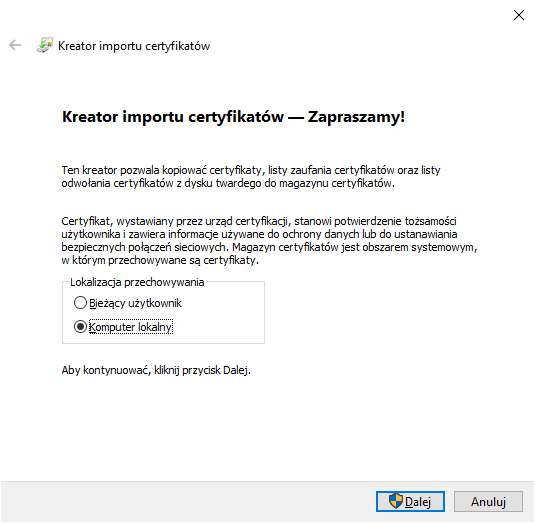 Kreator importu certyfikatów
Kreator importu certyfikatów — Zapraszamy!
Ten kreator pozwala kopiować certyfikaty, listy zaufania certyfikatów oraz listy
odwołania certyfikatów z dysku twardego do magazynu certyfikatów.
Certyfikat, wystawiany przez urząd certyfikacji, stanowi potwierdzenie tożsamości
użytkownika i zawiera informacje używane do ochrony danych lub do ustanawiania
bezpiecznych połączeń sieciowych. Magazyn certyfikatów jest obszarem systemowym,
w którym przechowywane są certyfikaty.
Lokalizacja przechowywania
Bieżący użytkownik
Komputer lokalny
Aby kontynuować, kliknij przycisk Dalej.
Dalej
Anuluj